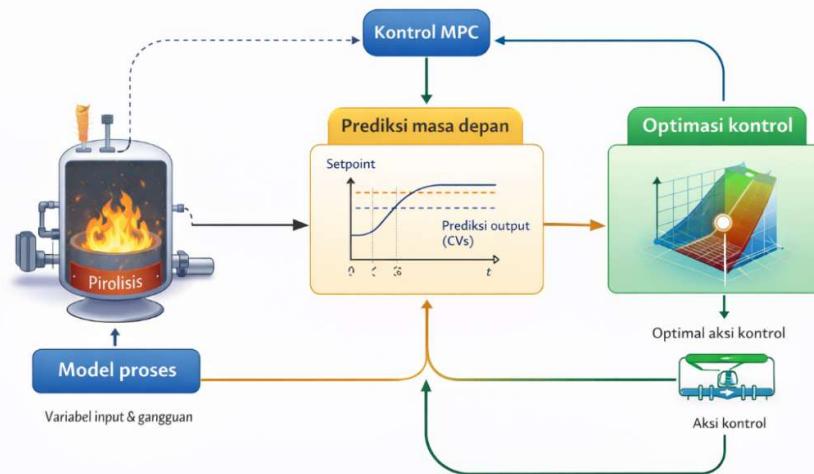 Kontrol MPC
Prediksi masa depan
Optimasi kontrol
Setpoint
Prediksi output
(CVs)
t
Pirolisis
Optimal aksi kontrol
Model proses
Variabel input & gangguan
Aksi kontrol